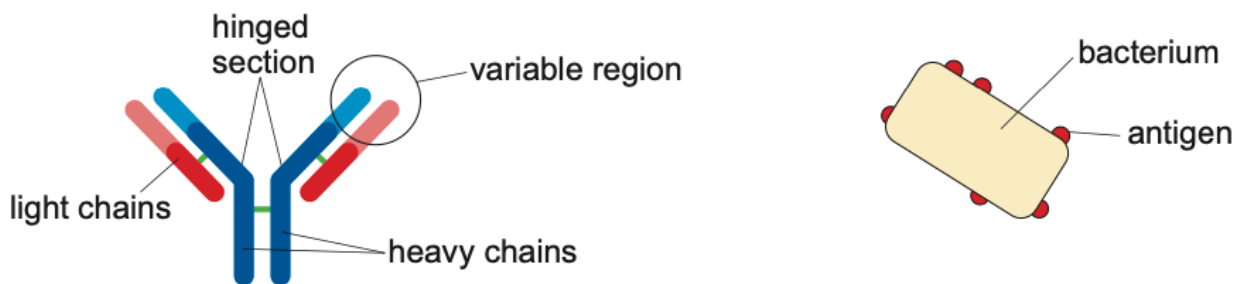 hinged
section
variable region
light chains
heavy chains
bacterium
antigen